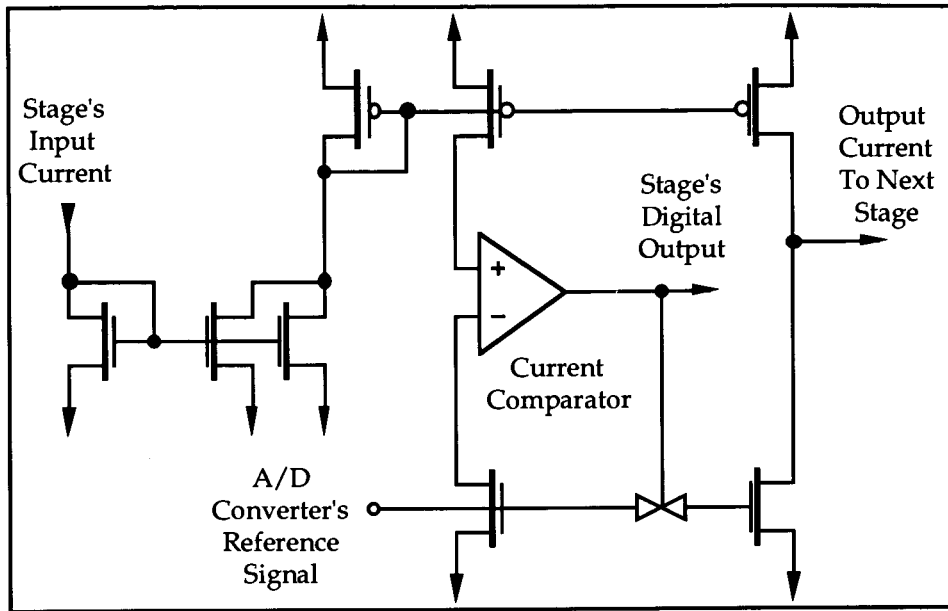 Stage's
Input
Current
Output
Current
To Next
Stage
Stage's
Digital
Output
+
−
Current
Comparator
A/D
Converter's
Reference
Signal